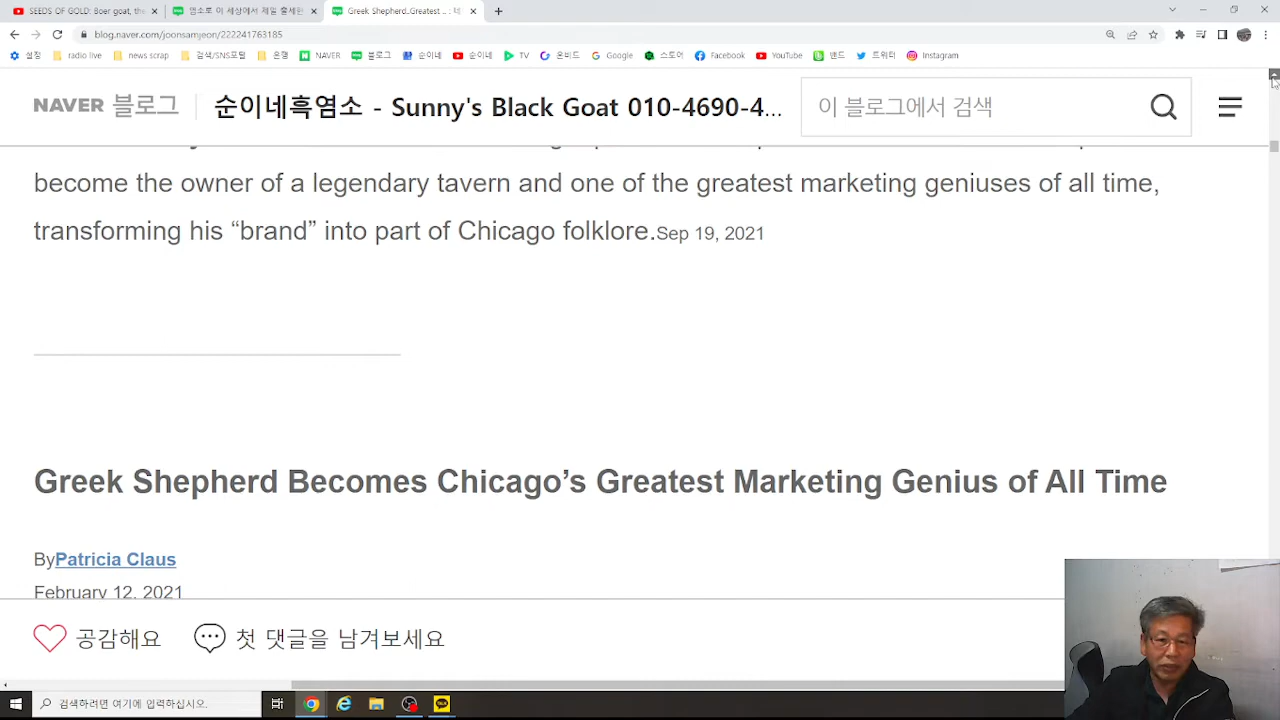 SEEDS OF GOLD: Boer goat, the
염소로 이 세상에서 제일 출세한
Greek Shepherd..Greatest .. : 네
blog.naver.com/joonsamjeon/222241763185
설정 radio live news scrap 검색/SNS포털 은행 NAVER 블로그 순이네 순이네 TV 온비드 Google 스토어 Facebook YouTube 밴드 트위터 Instagram
NAVER 블로그 순이네흑염소 - Sunny's Black Goat 010-4690-4... 이 블로그에서 검색
become the owner of a legendary tavern and one of the greatest marketing geniuses of all time,
transforming his “brand” into part of Chicago folklore.Sep 19, 2021
Greek Shepherd Becomes Chicago’s Greatest Marketing Genius of All Time
ByPatricia Claus
February 12, 2021
공감해요 첫 댓글을 남겨보세요
검색하려면 여기에 입력하십시오.